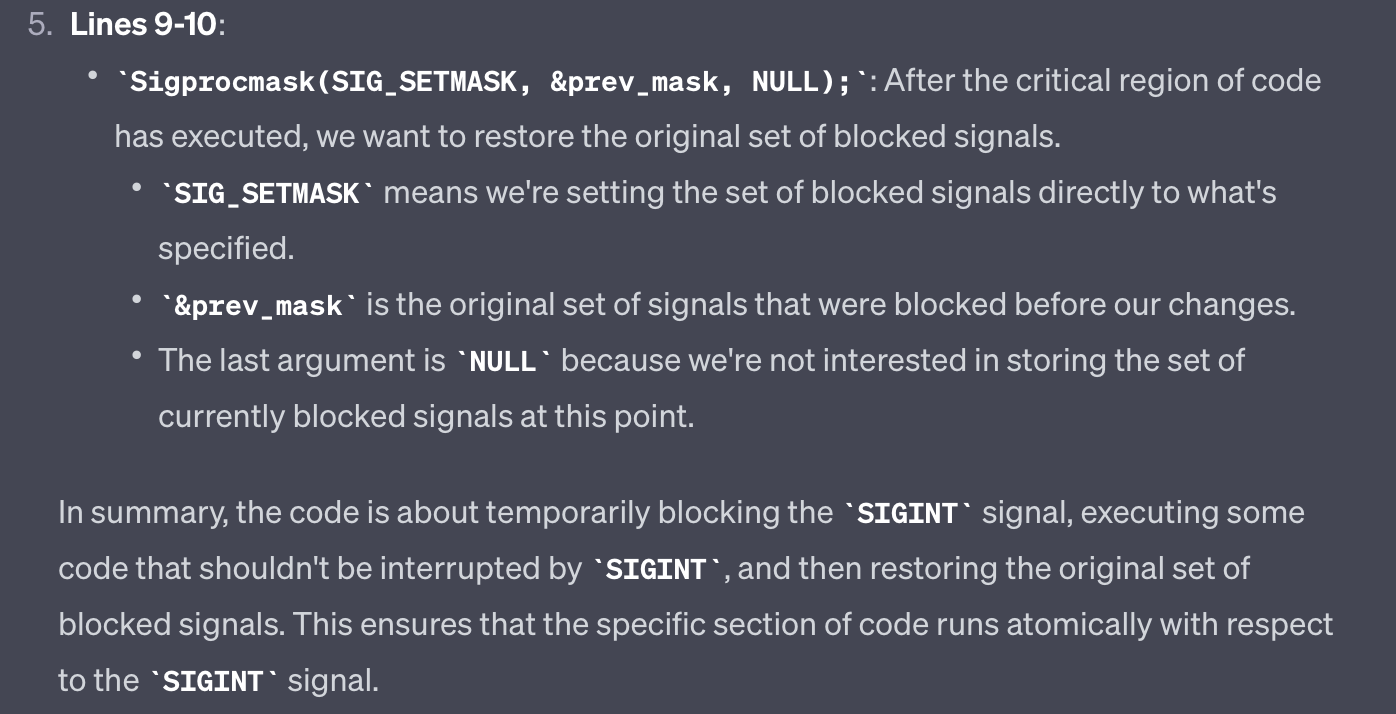 5. Lines 9-10:
• `Sigprocmask(SIG_SETMASK, &prev_mask, NULL);`: After the critical region of code
has executed, we want to restore the original set of blocked signals.
• `SIG_SETMASK` means we're setting the set of blocked signals directly to what's
specified.
• `&prev_mask` is the original set of signals that were blocked before our changes.
• The last argument is `NULL` because we're not interested in storing the set of
currently blocked signals at this point.
In summary, the code is about temporarily blocking the `SIGINT` signal, executing some
code that shouldn't be interrupted by `SIGINT`, and then restoring the original set of
blocked signals. This ensures that the specific section of code runs atomically with respect
to the `SIGINT` signal.